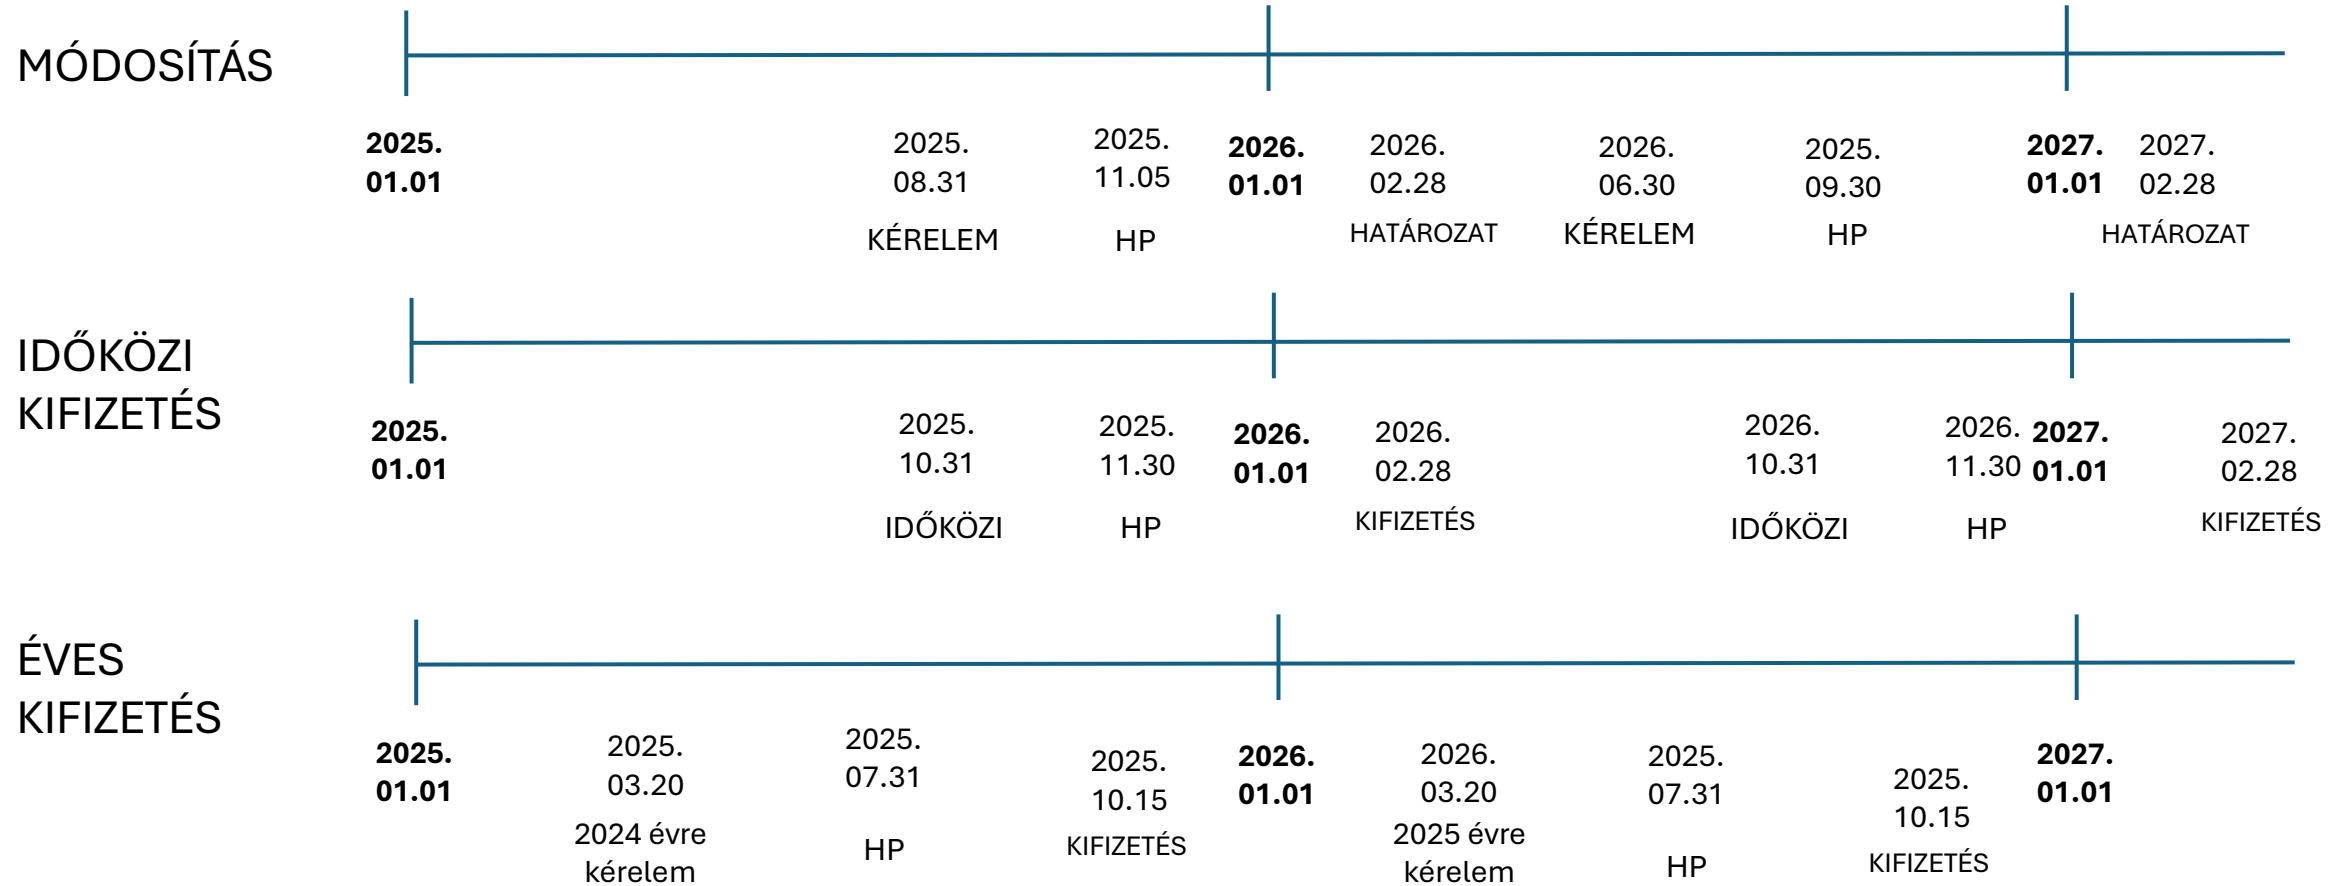 MÓDOSÍTÁS
2025.
01.01
2025.
08.31
KÉRELEM
2025.
11.05
HP
2026.
01.01
2026.
02.28
HATÁROZAT
2026.
06.30
KÉRELEM
2025.
09.30
HP
2027.
01.01
2027.
02.28
HATÁROZAT
IDŐKÖZI
KIFIZETÉS
2025.
01.01
2025.
10.31
IDŐKÖZI
2025.
11.30
HP
2026.
01.01
2026.
02.28
KIFIZETÉS
2026.
10.31
IDŐKÖZI
2026.
11.30
HP
2027.
01.01
2027.
02.28
KIFIZETÉS
ÉVES
KIFIZETÉS
2025.
01.01
2025.
03.20
2024 évre
kérelem
2025.
07.31
HP
2025.
10.15
KIFIZETÉS
2026.
01.01
2026.
03.20
2025 évre
kérelem
2025.
07.31
HP
2025.
10.15
KIFIZETÉS
2027.
01.01